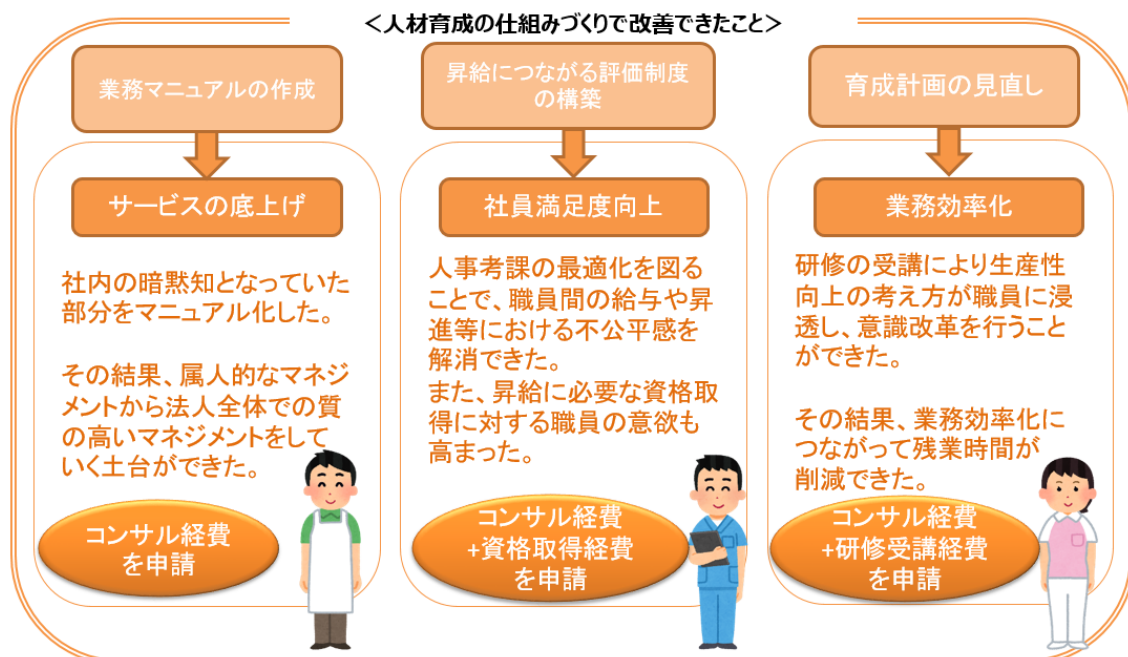 ＜人材育成の仕組みづくりで改善できたこと＞
業務マニュアルの作成
サービスの底上げ
社内の暗黙知となっていた
部分をマニュアル化した。
その結果、属人的なマネジ
メントから法人全体での質
の高いマネジメントをして
いく土台ができた。
コンサル経費
を申請
昇給につながる評価制度
の構築
社員満足度向上
人事考課の最適化を図る
ことで、職員間の給与や昇
進等における不公平感を
解消できた。
また、昇給に必要な資格取
得に対する職員の意欲も
高まった。
コンサル経費
+資格取得経費
を申請
育成計画の見直し
業務効率化
研修の受講により生産性
向上の考え方が職員に浸
透し、意識改革を行うこと
ができた。
その結果、業務効率化に
つながって残業時間が
削減できた。
コンサル経費
+研修受講経費
を申請